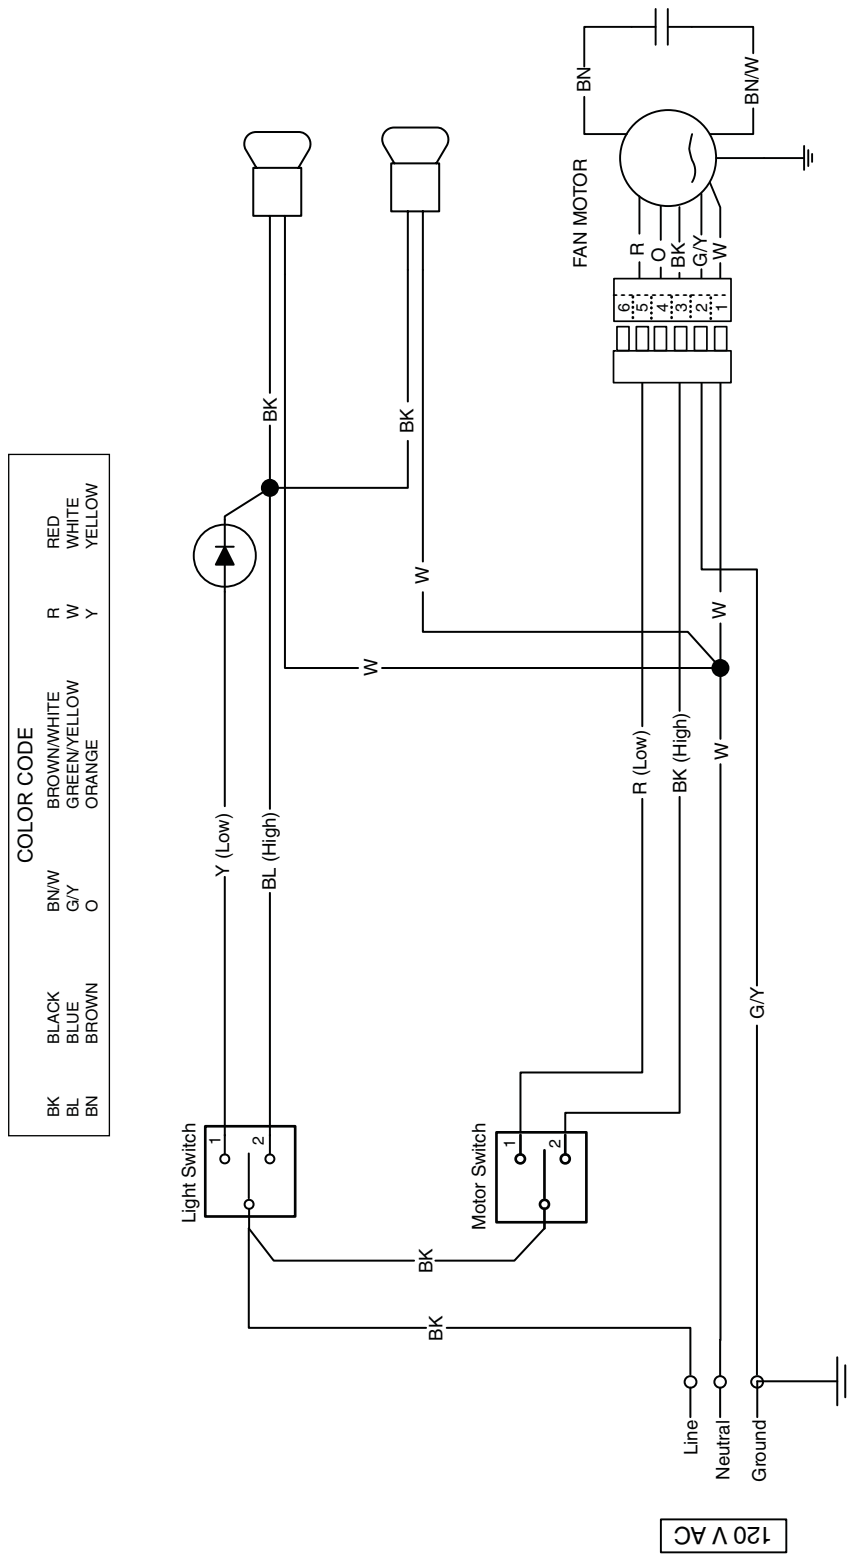 COLOR CODE
BK BLACK BN/W BROWN/WHITE R RED
BL BLUE G/Y GREEN/YELLOW W WHITE
BN BROWN O ORANGE Y YELLOW
Light Switch
1
2
Y (Low)
BL (High)
BK
BK
W
W
BK
BK
Motor Switch
1
2
R (Low)
BK (High)
W
W
G/Y
FAN MOTOR
6
5
4
3
2
1
R
O
BK
G/Y
W
BN
BN/W
Line
Neutral
Ground
120 V AC